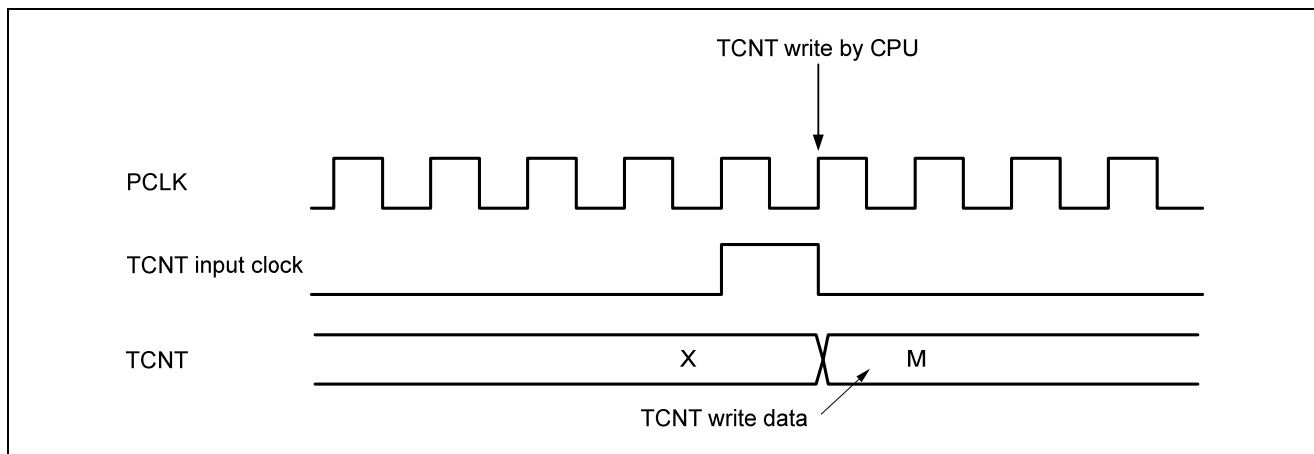 TCNT write by CPU
PCLK
TCNT input clock
TCNT
X
M
TCNT write data